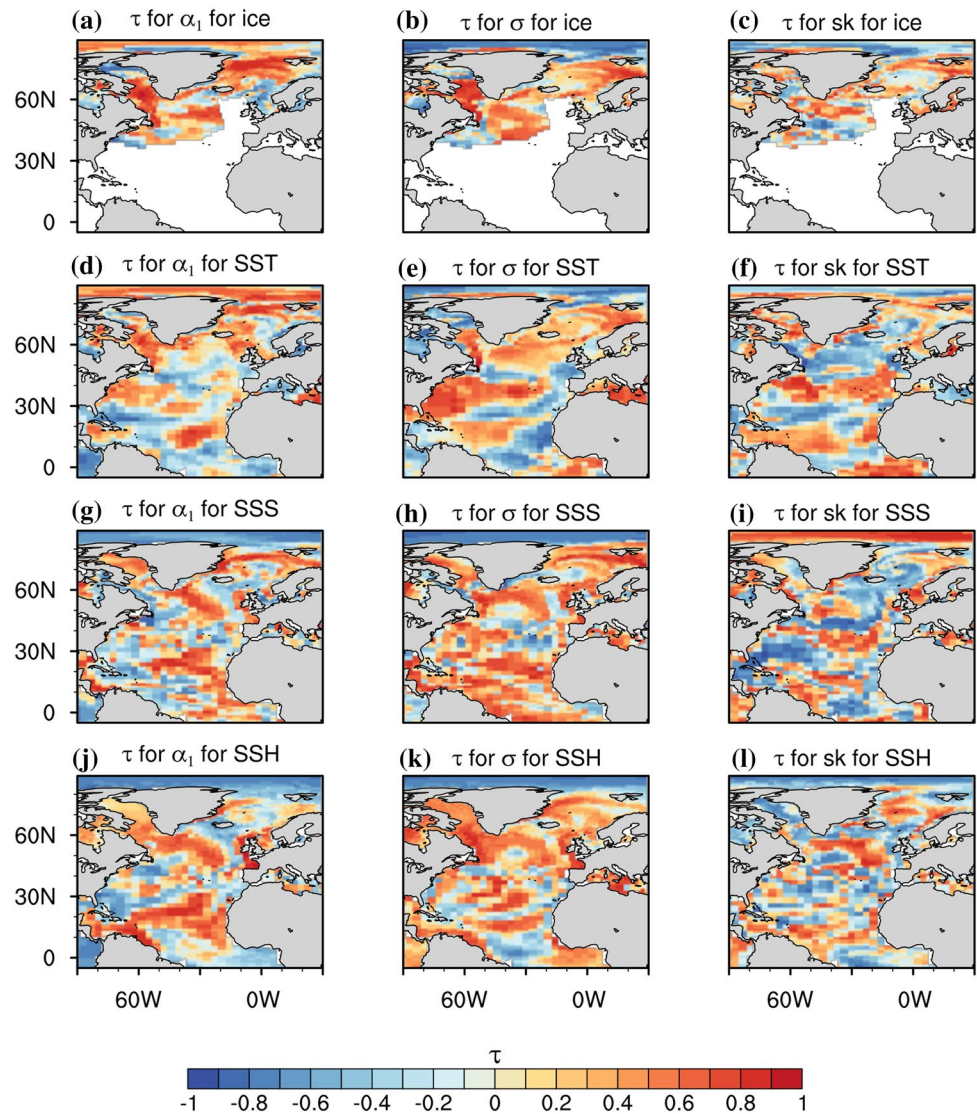 (a) τ for α1 for ice
(b) τ for σ for ice
(c) τ for sk for ice
60N
30N
0
(d) τ for α1 for SST
(e) τ for σ for SST
(f) τ for sk for SST
60N
30N
0
(g) τ for α1 for SSS
(h) τ for σ for SSS
(i) τ for sk for SSS
60N
30N
0
(j) τ for α1 for SSH
(k) τ for σ for SSH
(l) τ for sk for SSH
60N
30N
0
60W 0W 60W 0W 60W 0W
τ
-1 -0.8 -0.6 -0.4 -0.2 0 0.2 0.4 0.6 0.8 1